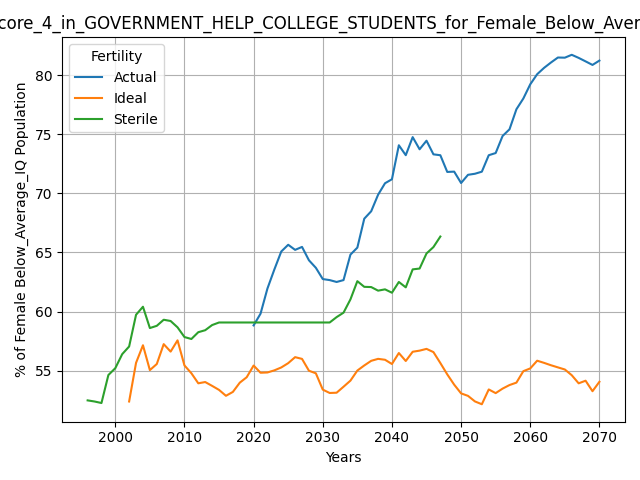 core_4_in_GOVERNMENT_HELP_COLLEGE_STUDENTS_for_Female_Below_Aver
Fertility
Actual
Ideal
Sterile
% of Female Below_Average_IQ Population
80
75
70
65
60
55
2000 2010 2020 2030 2040 2050 2060 2070
Years